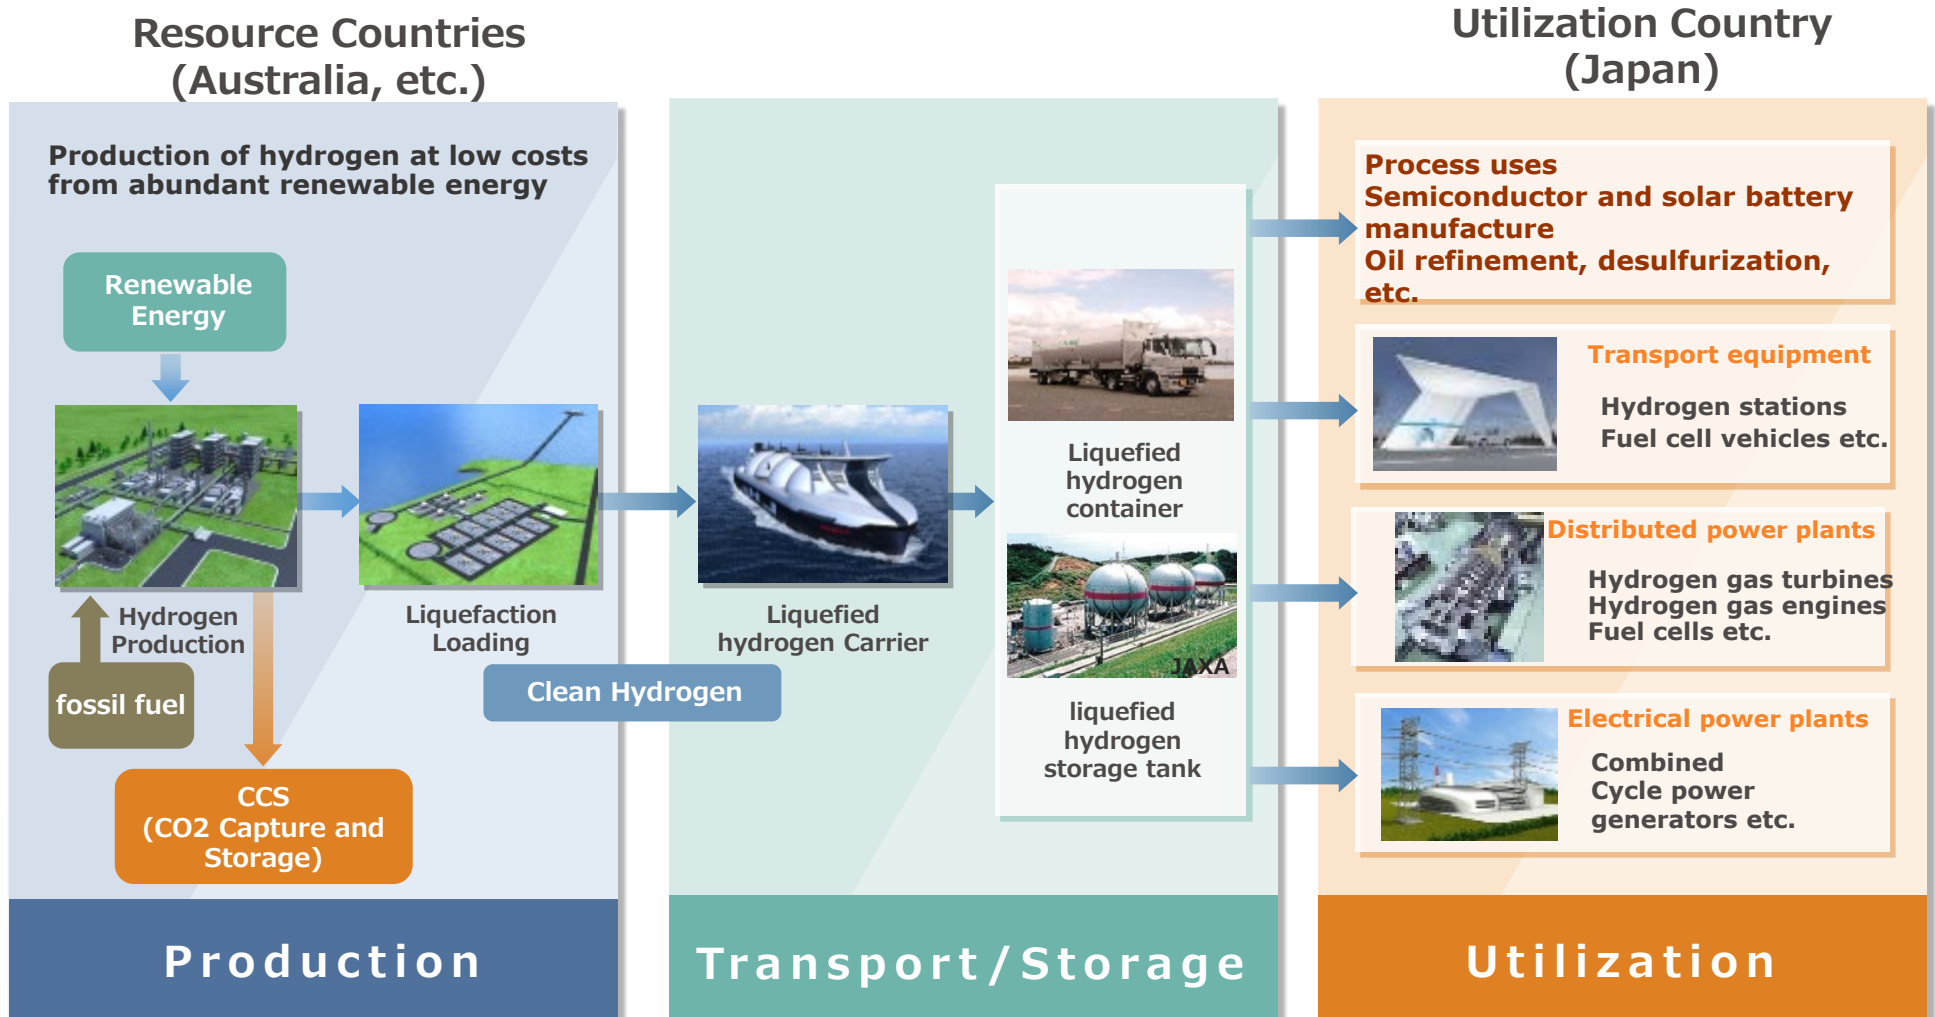 Resource Countries
(Australia, etc.)
Production of hydrogen at low costs
from abundant renewable energy
Renewable
Energy
Hydrogen
Production
fossil fuel
CCS
(CO2 Capture and
Storage)
Liquefaction
Loading
Clean Hydrogen
Production
Liquefied
hydrogen Carrier
Liquefied
hydrogen
container
JAXA
liquefied
hydrogen
storage tank
Transport/Storage
Utilization Country
(Japan)
Process uses
Semiconductor and solar battery
manufacture
Oil refinement, desulfurization,
etc.
Transport equipment
Hydrogen stations
Fuel cell vehicles etc.
Distributed power plants
Hydrogen gas turbines
Hydrogen gas engines
Fuel cells etc.
Electrical power plants
Combined
Cycle power
generators etc.
Utilization